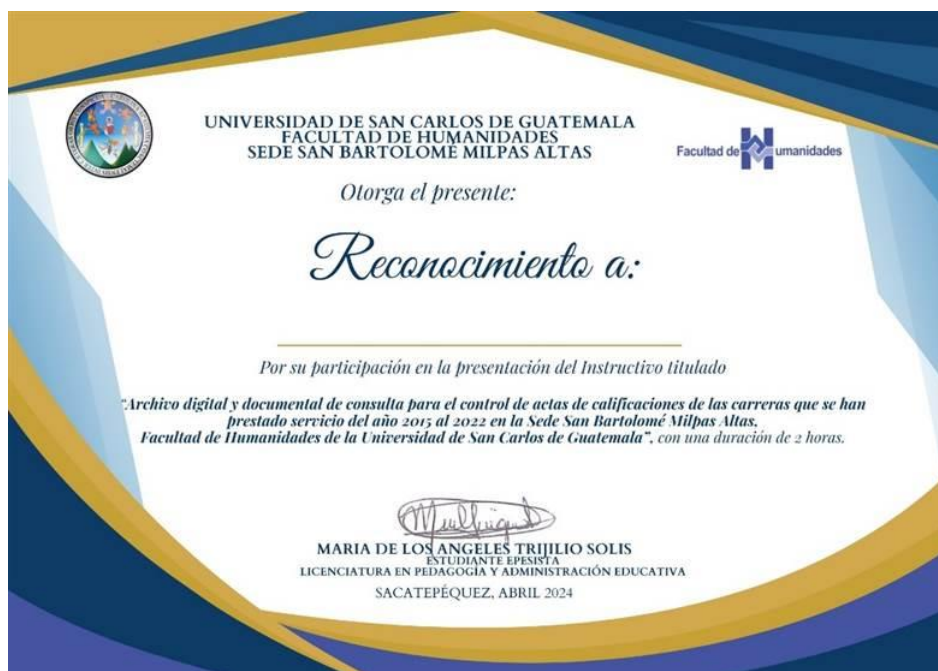 UNIVERSIDAD DE SAN CARLOS DE GUATEMALA
FACULTAD DE HUMANIDADES
SEDE SAN BARTOLOMÉ MILPAS ALTAS
Facultad de Humanidades
Otorga el presente:
Reconocimiento a:
Por su participación en la presentación del Instructivo titulado
"Archivo digital y documental de consulta para el control de actas de calificaciones de las carreras que se han
prestado servicio del año 2015 al 2022 en la Sede San Bartolomé Milpas Altas,
Facultad de Humanidades de la Universidad de San Carlos de Guatemala", con una duración de 2 horas.
MARIA DE LOS ANGELES TRIJILIO SOLIS
ESTUDIANTE EPESISTA
LICENCIATURA EN PEDAGOGÍA Y ADMINISTRACIÓN EDUCATIVA
SACATEPÉQUEZ, ABRIL 2024